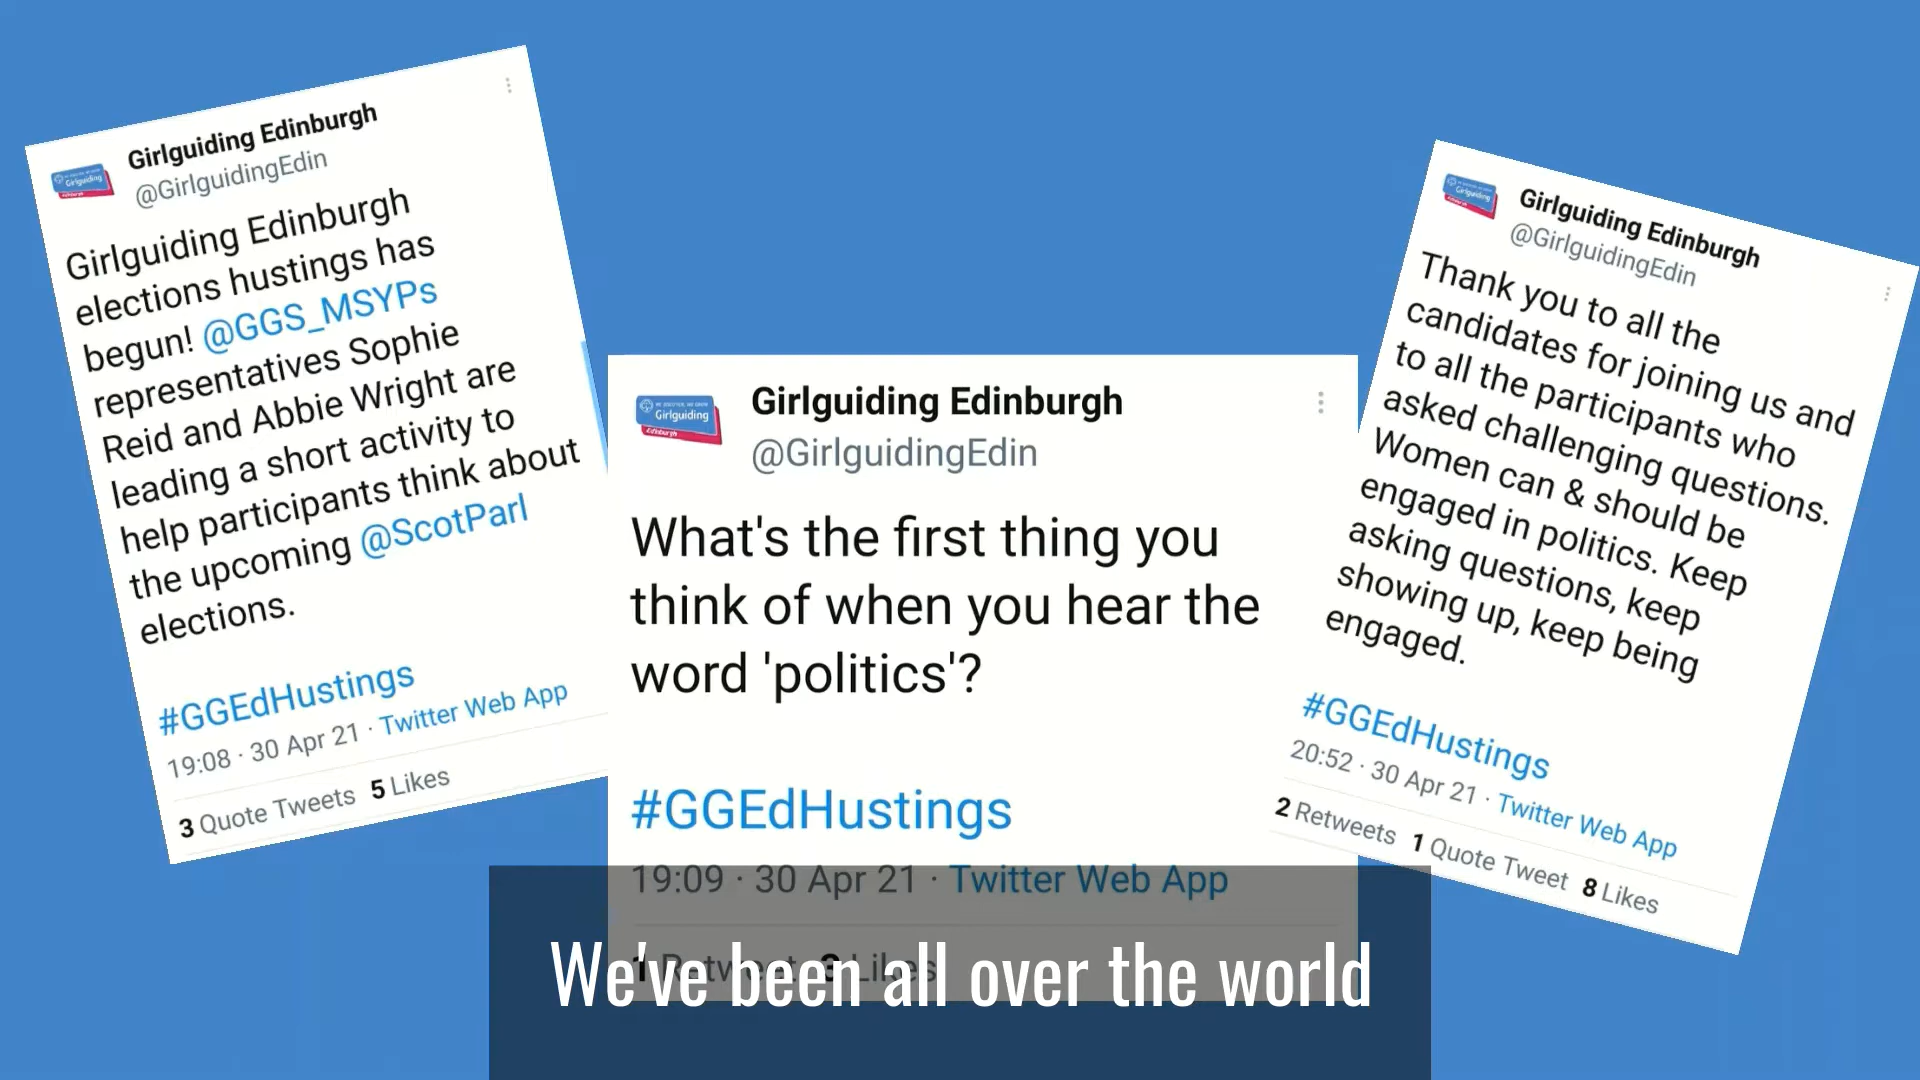 Girlguiding Edinburgh
@GirlguidingEdin
Girlguiding Edinburgh
elections hustings has
begun! @GGS_MSYPs
representatives Sophie
Reid and Abbie Wright are
leading a short activity to
help participants think about
the upcoming @ScotParl
elections.
#GGEdHustings
19:08 · 30 Apr 21 · Twitter Web App
3 Quote Tweets 5 Likes
Girlguiding
Edinburgh
Girlguiding Edinburgh
@GirlguidingEdin
What's the first thing you
think of when you hear the
word 'politics'?
#GGEdHustings
19:09 · 30 Apr 21 · Twitter Web App
1 Retweet 3 Likes
Girlguiding Edinburgh
@GirlguidingEdin
Thank you to all the
candidates for joining us and
to all the participants who
asked challenging questions.
Women can & should be
engaged in politics. Keep
asking questions, keep
showing up, keep being
engaged.
#GGEdHustings
20:52 · 30 Apr 21 · Twitter Web App
2 Retweets 1 Quote Tweet 8 Likes
We've been all over the world